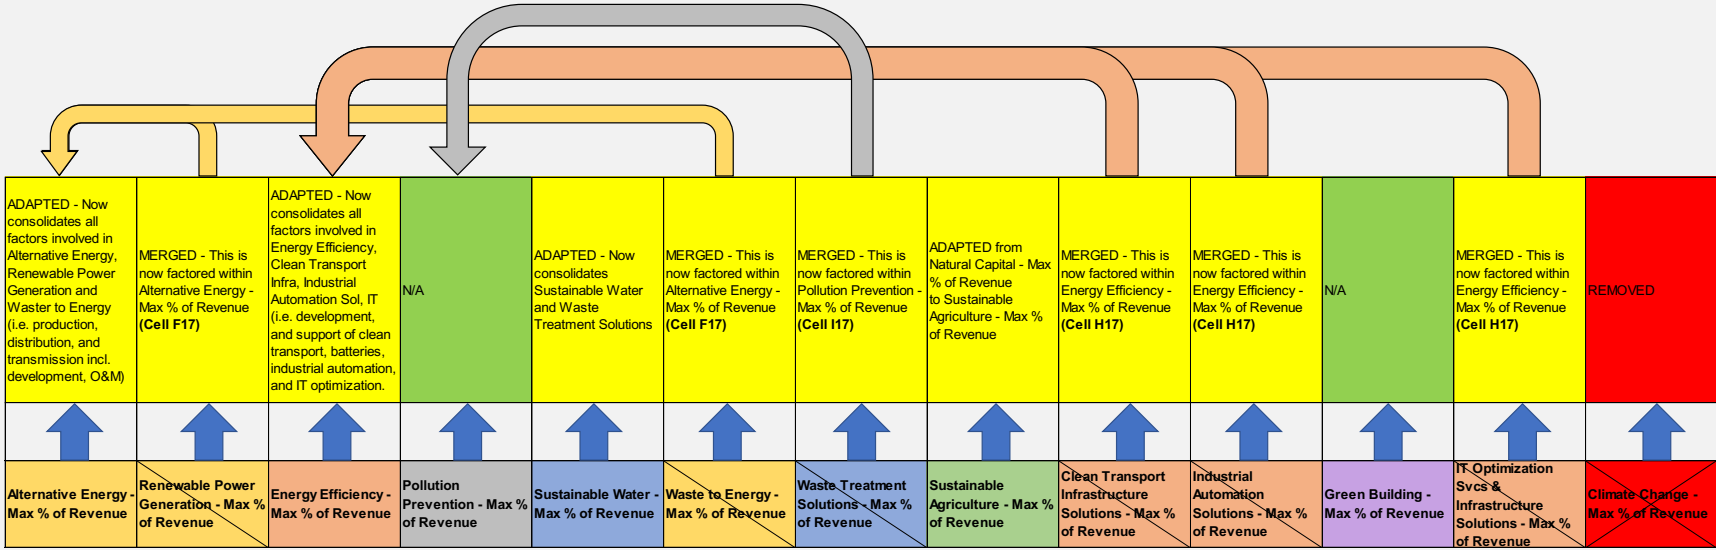 ADAPTED - Now
consolidates all
factors involved in
Alternative Energy,
Renewable Power
Generation and
Waster to Energy
(i.e. production,
distribution, and
transmission incl.
development, O&M)
MERGED - This is
now factored within
Alternative Energy -
Max % of Revenue
(Cell F17)
ADAPTED - Now
consolidates all
factors involved in
Energy Efficiency,
Clean Transport
Infra, Industrial
Automation Sol, IT
(i.e. development,
and support of clean
transport, batteries,
industrial automation,
and IT optimization.
N/A
ADAPTED - Now
consolidates
Sustainable Water
and Waste
Treatment Solutions
MERGED - This is
now factored within
Alternative Energy -
Max % of Revenue
(Cell F17)
MERGED - This is
now factored within
Pollution Prevention -
Max % of Revenue
(Cell I17)
ADAPTED from
Natural Capital - Max
% of Revenue
to Sustainable
Agriculture - Max %
of Revenue
MERGED - This is
now factored within
Energy Efficiency -
Max % of Revenue
(Cell H17)
MERGED - This is
now factored within
Energy Efficiency -
Max % of Revenue
(Cell H17)
N/A
MERGED - This is
now factored within
Energy Efficiency -
Max % of Revenue
(Cell H17)
REMOVED
Alternative Energy -
Max % of Revenue
Renewable Power
Generation - Max %
of Revenue
Energy Efficiency -
Max % of Revenue
Pollution
Prevention - Max %
of Revenue
Sustainable Water -
Max % of Revenue
Waste to Energy -
Max % of Revenue
Waste Treatment
Solutions - Max %
of Revenue
Sustainable
Agriculture - Max %
of Revenue
Clean Transport
Infrastructure
Solutions - Max %
of Revenue
Industrial
Automation
Solutions - Max %
of Revenue
Green Building -
Max % of Revenue
IT Optimization
Svcs &
Infrastructure
Solutions - Max %
of Revenue
Climate Change -
Max % of Revenue